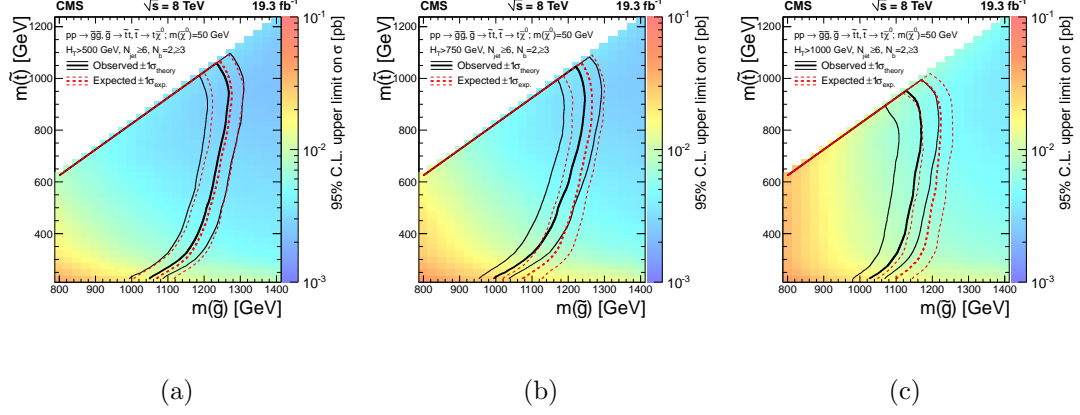 CMS √s = 8 TeV 19.3 fb⁻¹
pp → g̃g̃, g̃ → t̃t, t̃ → tχ̃⁰₁; m(χ̃⁰)=50 GeV
H_T>500 GeV, N_jet≥6, N_b=2,≥3
Observed ± 1σ_theory
Expected ± 1σ_exp.
m(t̃) [GeV]
1200
1000
800
600
400
800 900 1000 1100 1200 1300 1400
m(g̃) [GeV]
10⁻¹
10⁻²
10⁻³
95% C.L. upper limit on σ [pb]
(a)
CMS √s = 8 TeV 19.3 fb⁻¹
pp → g̃g̃, g̃ → t̃t, t̃ → tχ̃⁰₁; m(χ̃⁰)=50 GeV
H_T>750 GeV, N_jet≥6, N_b=2,≥3
Observed ± 1σ_theory
Expected ± 1σ_exp.
m(t̃) [GeV]
1200
1000
800
600
400
800 900 1000 1100 1200 1300 1400
m(g̃) [GeV]
10⁻¹
10⁻²
10⁻³
95% C.L. upper limit on σ [pb]
(b)
CMS √s = 8 TeV 19.3 fb⁻¹
pp → g̃g̃, g̃ → t̃t, t̃ → tχ̃⁰₁; m(χ̃⁰)=50 GeV
H_T>1000 GeV, N_jet≥6, N_b=2,≥3
Observed ± 1σ_theory
Expected ± 1σ_exp.
m(t̃) [GeV]
1200
1000
800
600
400
800 900 1000 1100 1200 1300 1400
m(g̃) [GeV]
10⁻¹
10⁻²
10⁻³
95% C.L. upper limit on σ [pb]
(c)